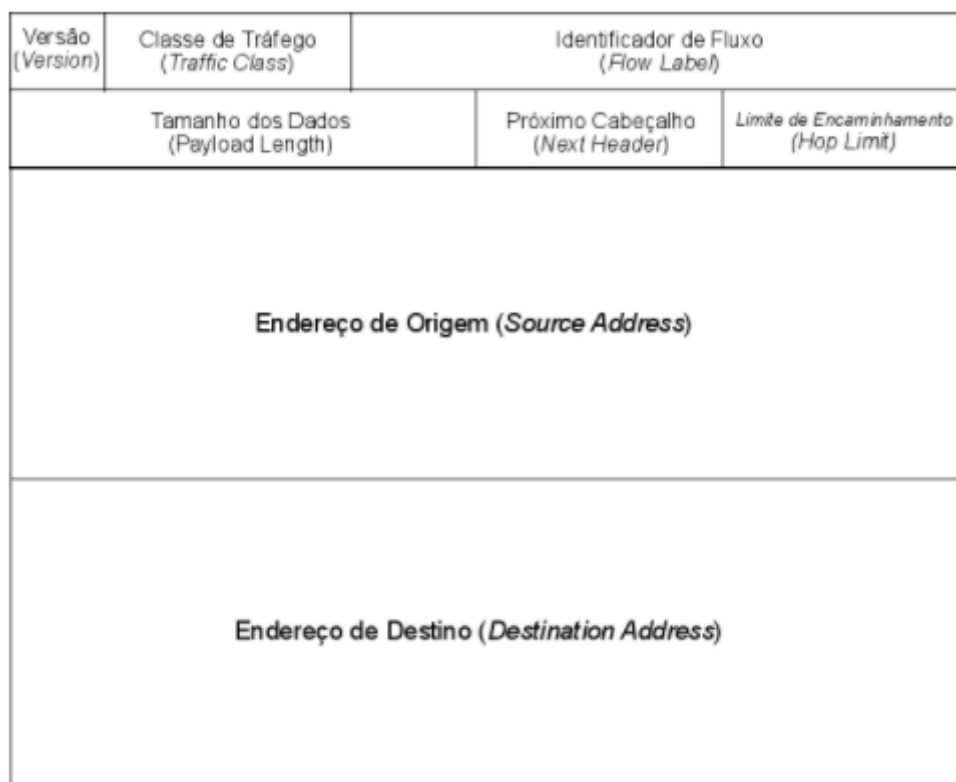 Versão
(Version)
Classe de Tráfego
(Traffic Class)
Identificador de Fluxo
(Flow Label)
Tamanho dos Dados
(Payload Length)
Próximo Cabeçalho
(Next Header)
Limite de Encaminhamento
(Hop Limit)
Endereço de Origem (Source Address)
Endereço de Destino (Destination Address)